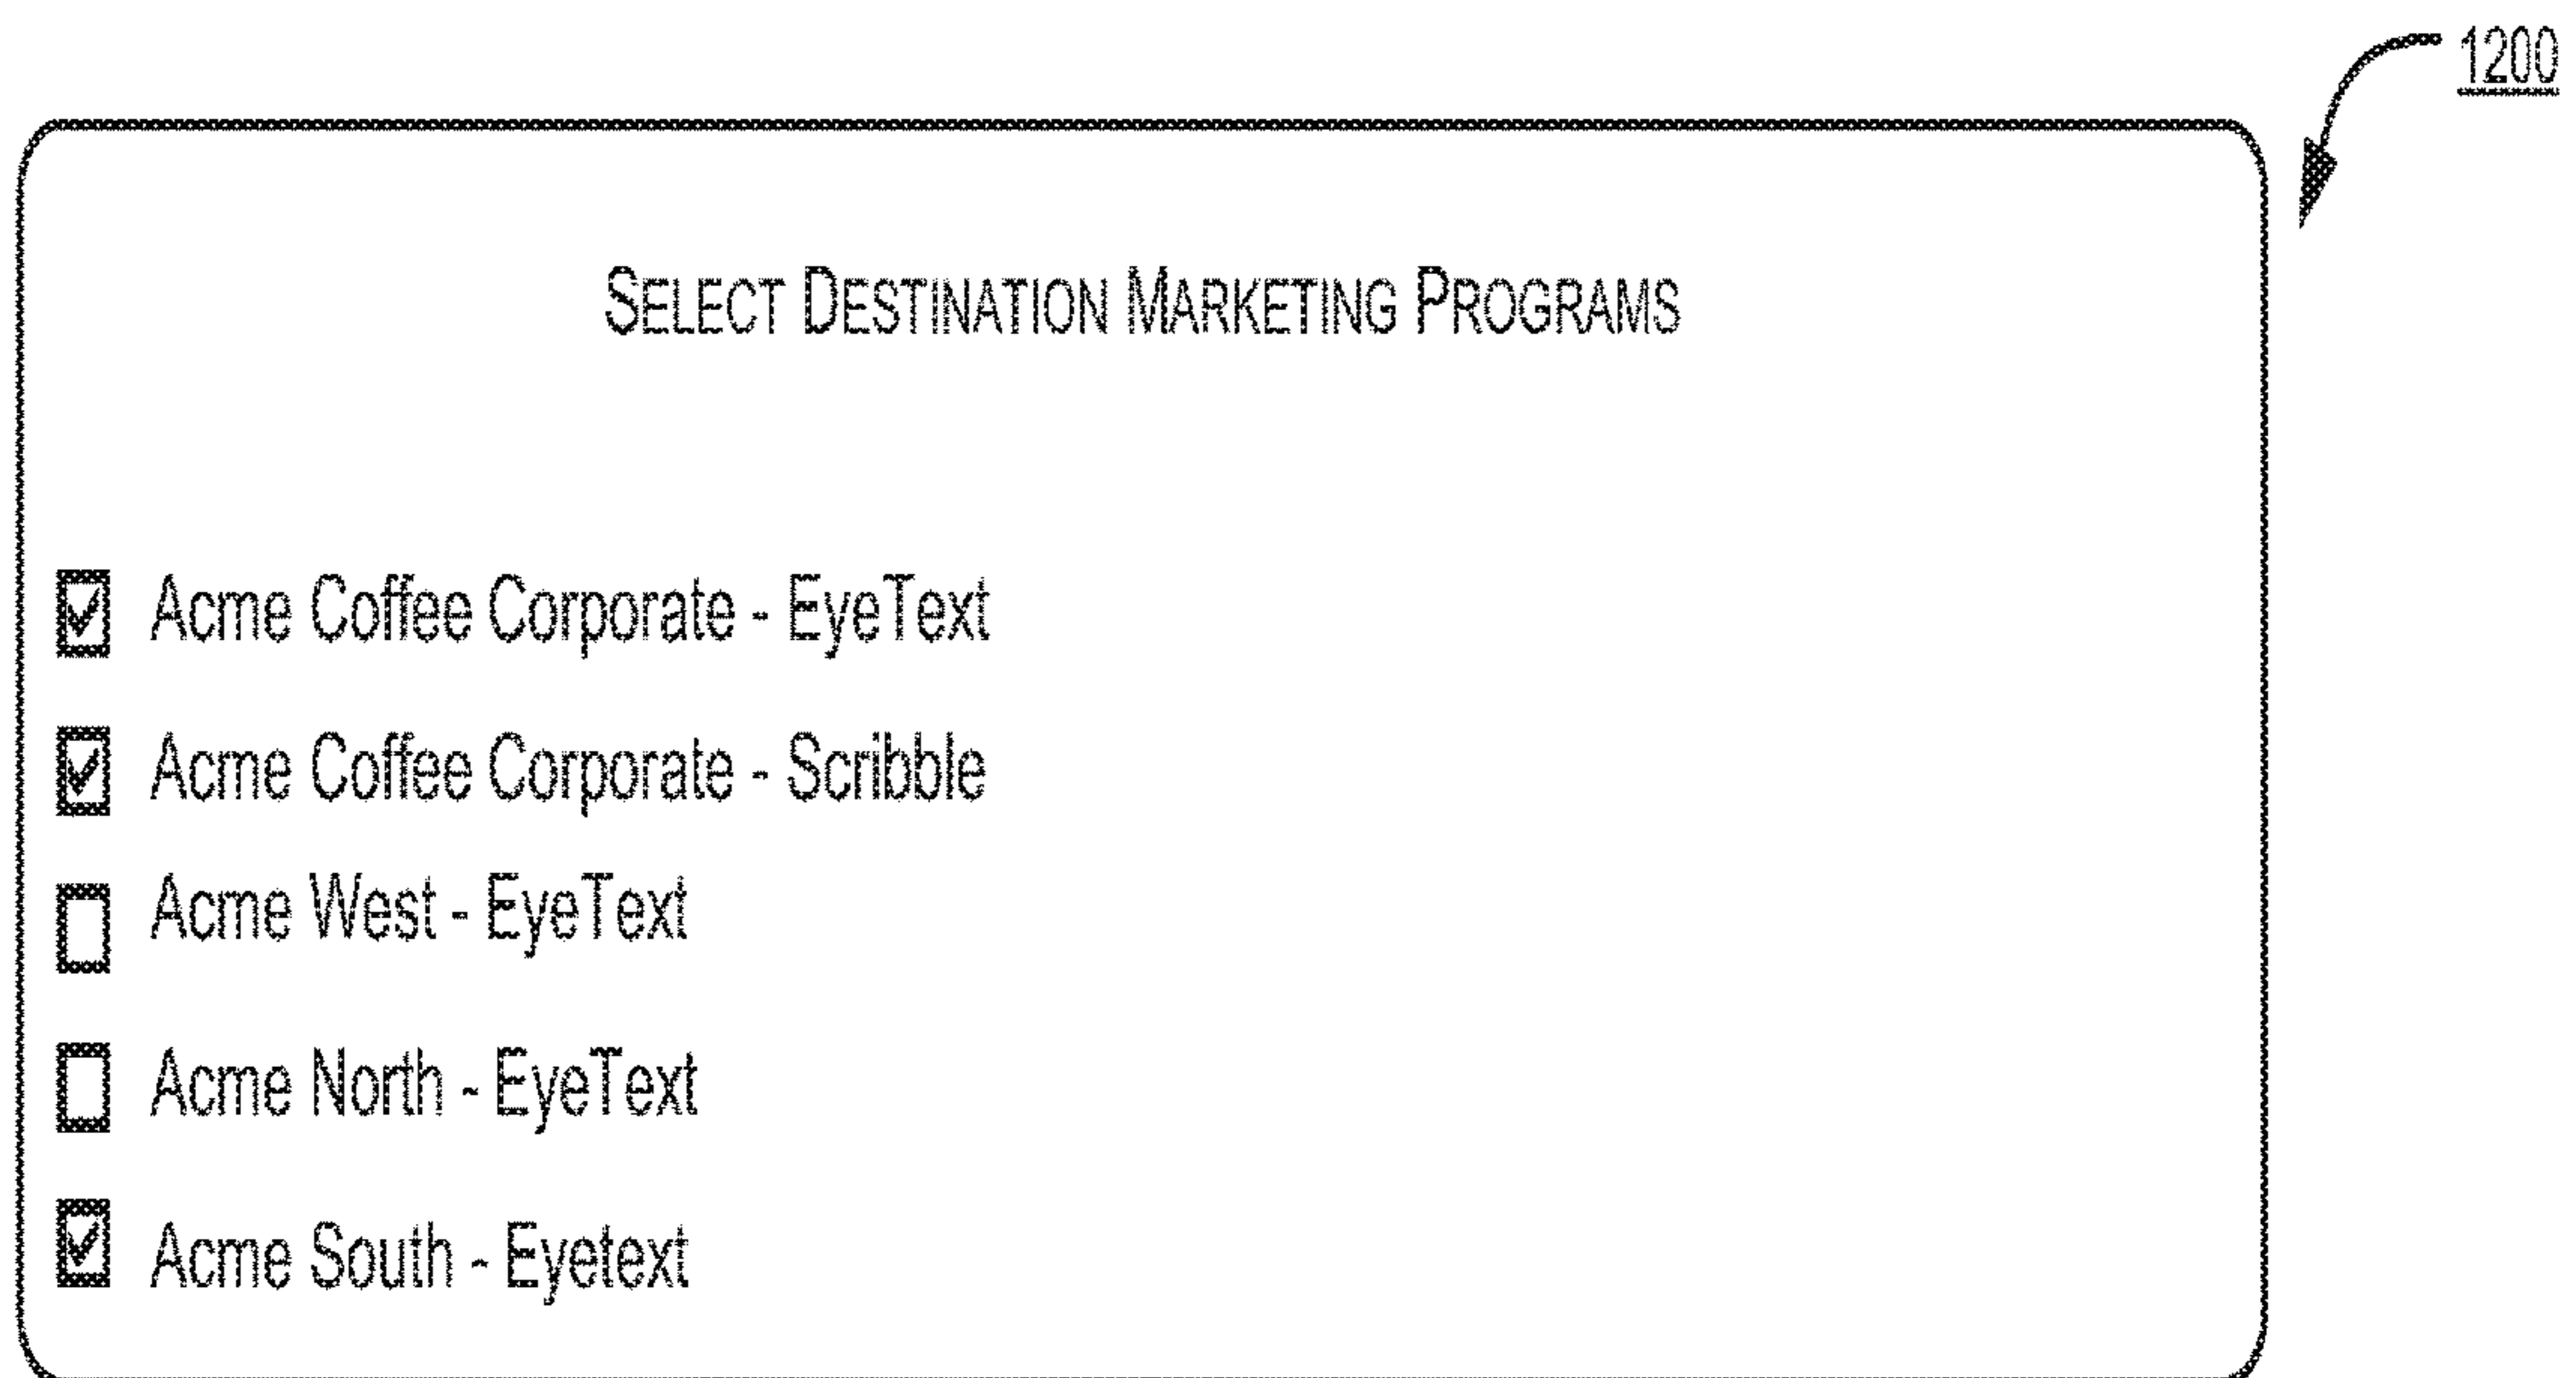 1200
SELECT DESTINATION MARKETING PROGRAMS
Acme Coffee Corporate - EyeText
Acme Coffee Corporate - Scribble
Acme West - EyeText
Acme North - EyeText
Acme South - Eyetext